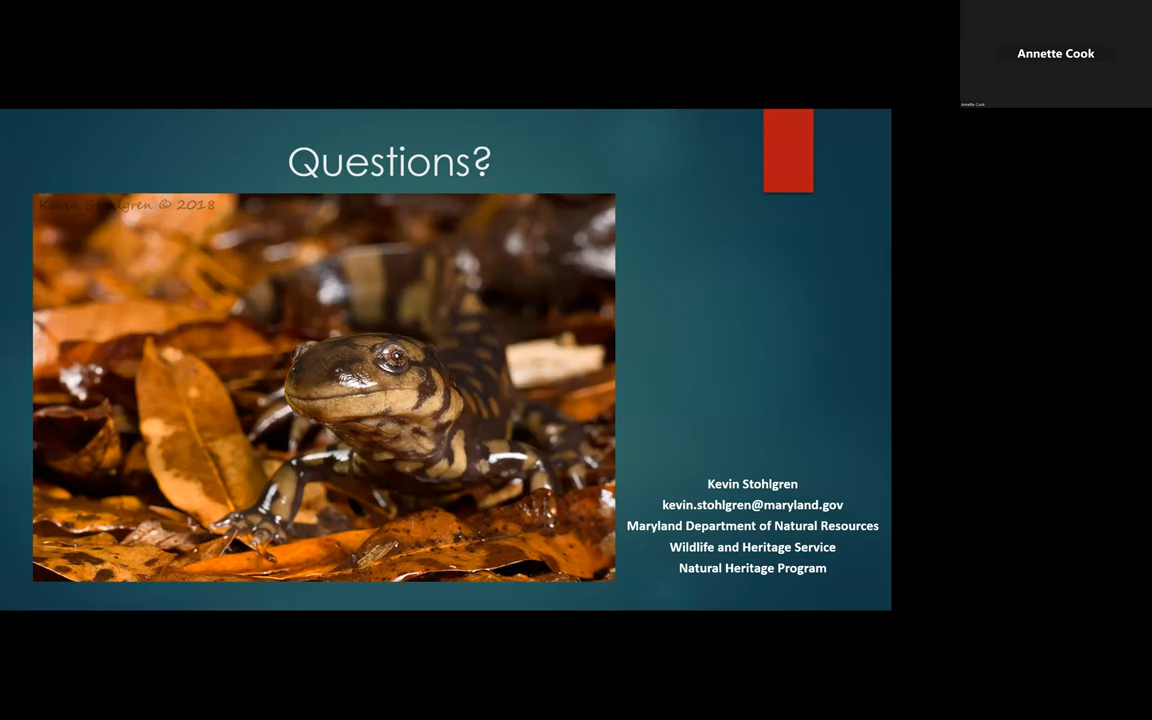 Annette Cook
Annette Cook
Questions?
Kevin Stohlgren © 2018
Kevin Stohlgren
kevin.stohlgren@maryland.gov
Maryland Department of Natural Resources
Wildlife and Heritage Service
Natural Heritage Program